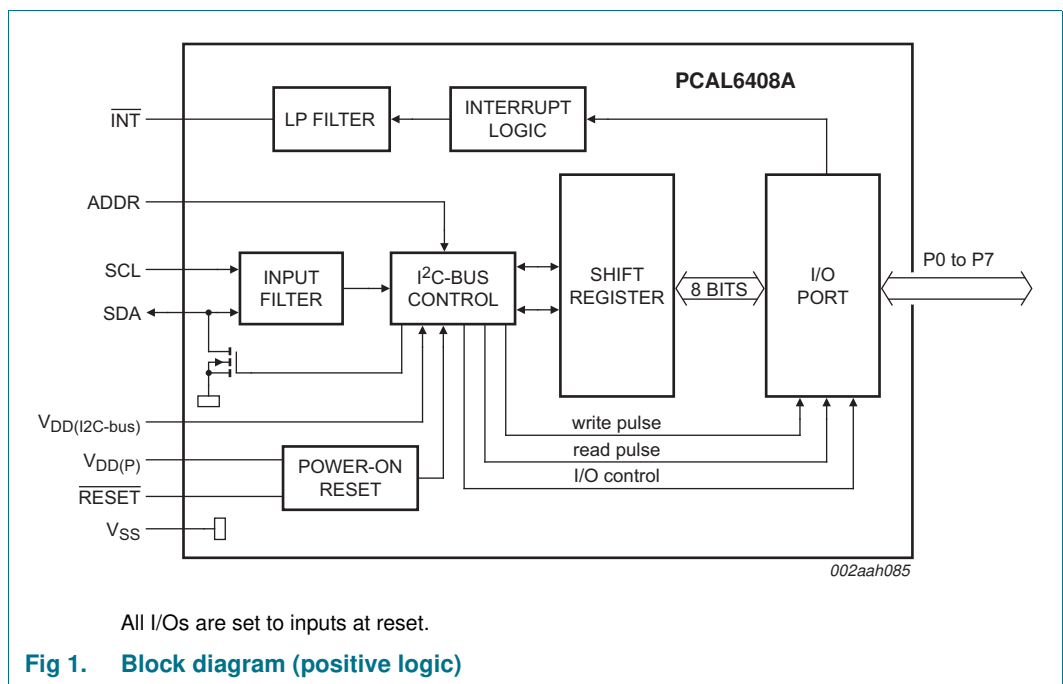 PCAL6408A
INT
LP FILTER
INTERRUPT
LOGIC
ADDR
SCL
SDA
INPUT
FILTER
I2C-BUS
CONTROL
SHIFT
REGISTER
8 BITS
I/O
PORT
P0 to P7
VDD(I2C-bus)
write pulse
read pulse
I/O control
VDD(P)
RESET
POWER-ON
RESET
VSS
002aah085
All I/Os are set to inputs at reset.
Fig 1. Block diagram (positive logic)